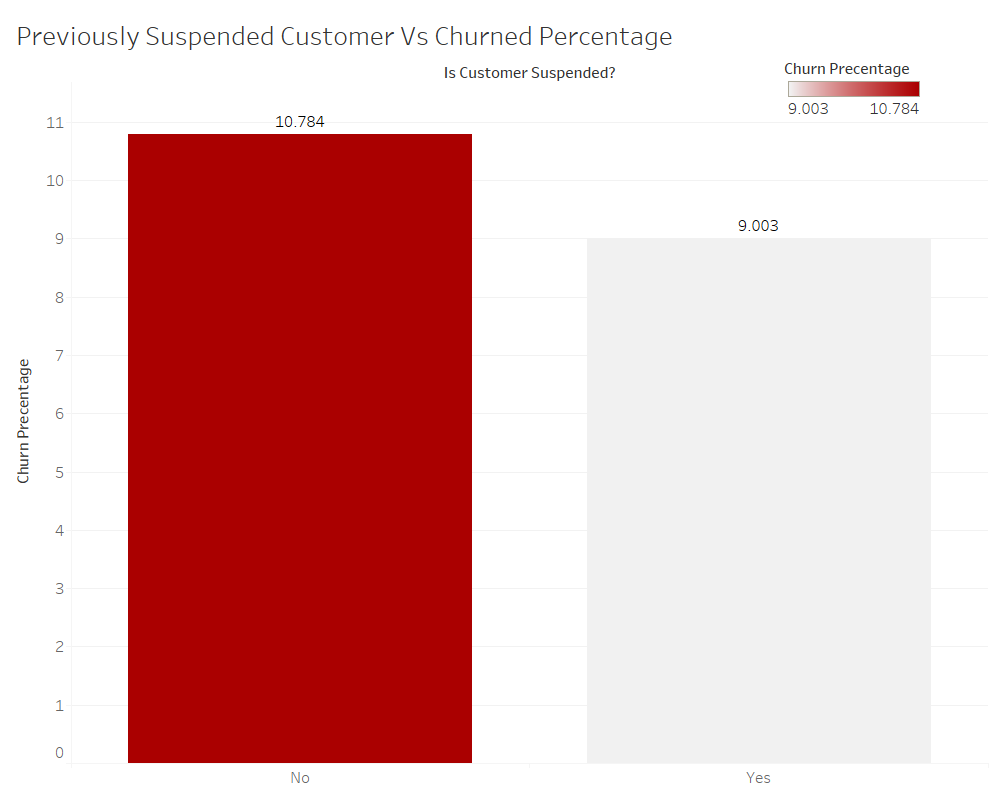 Previously Suspended Customer Vs Churned Percentage
Is Customer Suspended?
Churn Precentage
9.003 10.784
11
10
9
8
7
6
5
4
3
2
1
0
Churn Precentage
10.784
9.003
No
Yes